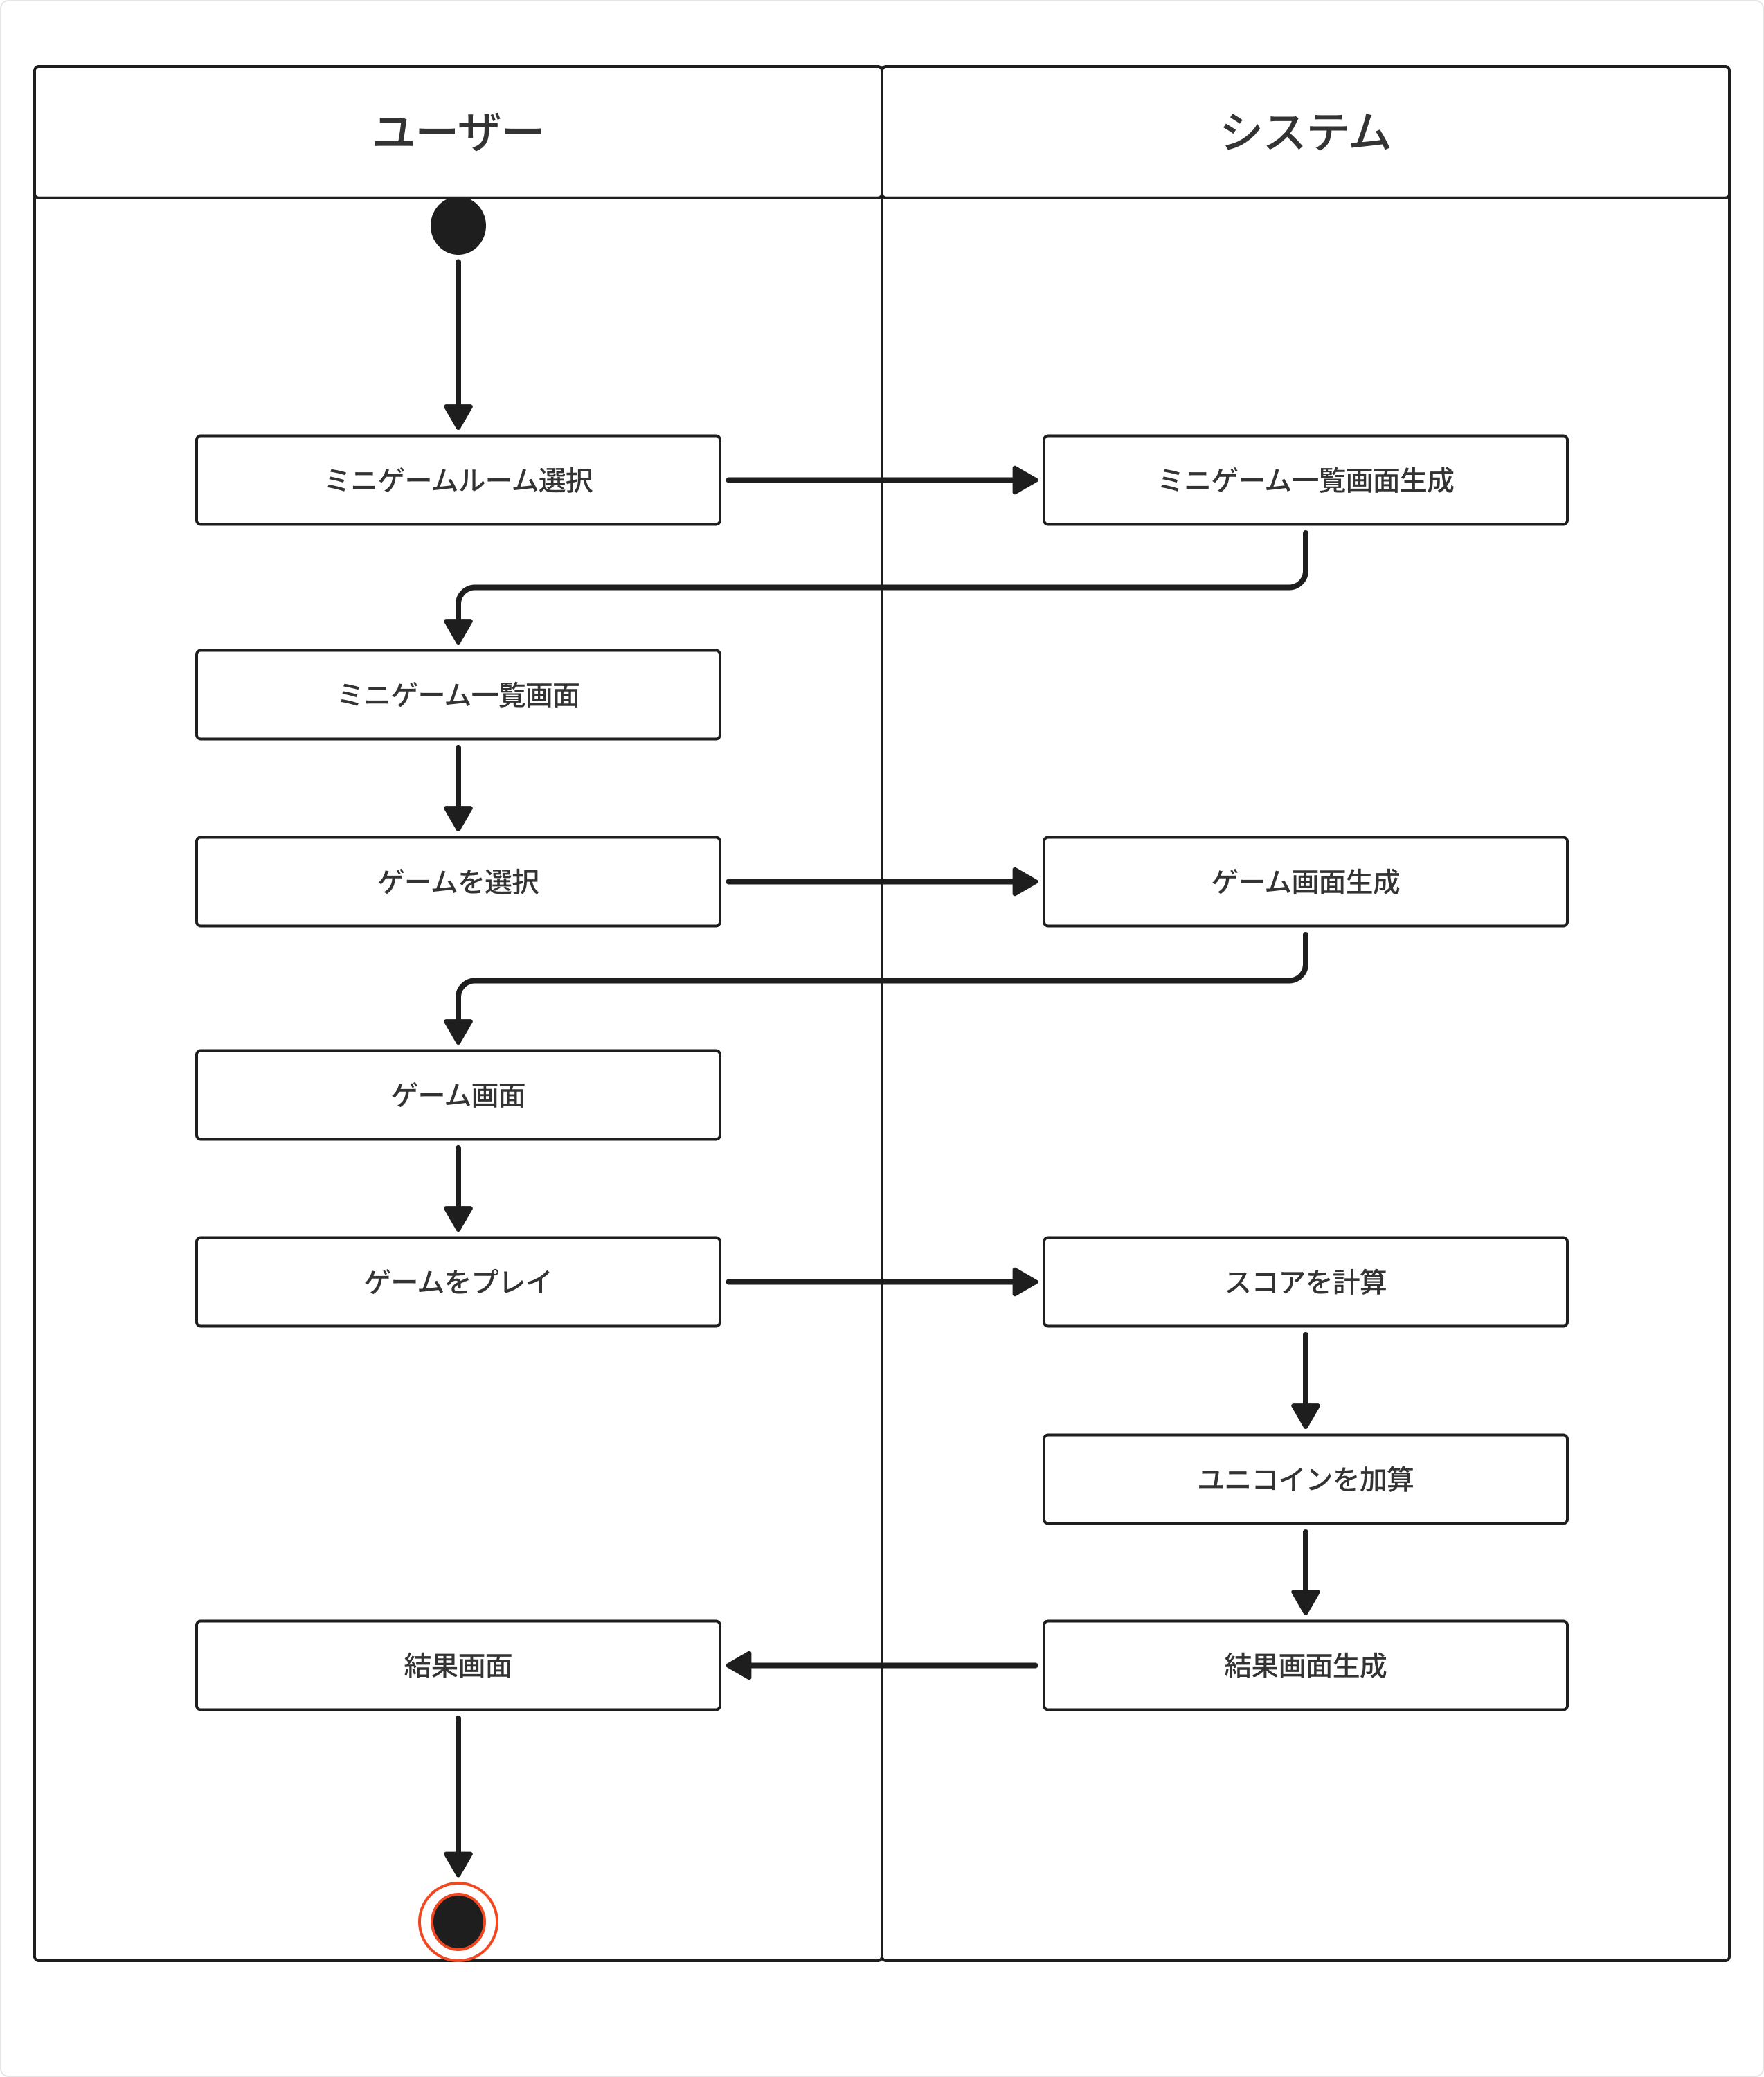 ユーザー
システム
ミニゲームルーム選択
ミニゲーム一覧画面生成
ミニゲーム一覧画面
ゲームを選択
ゲーム画面生成
ゲーム画面
ゲームをプレイ
スコアを計算
ユニコインを加算
結果画面
結果画面生成